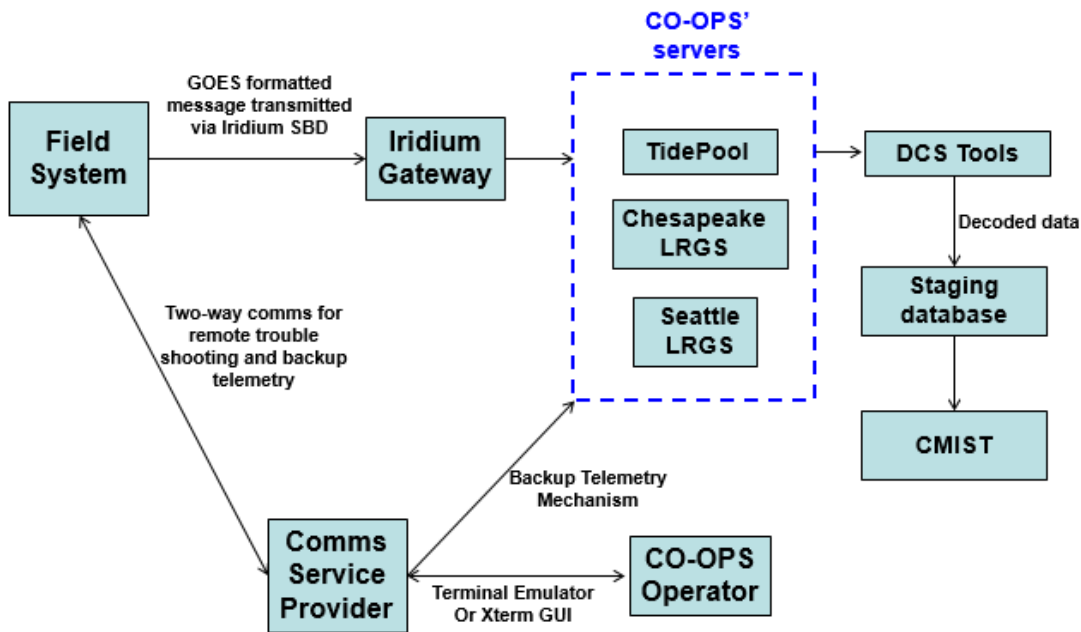 CO-OPS'
servers
GOES formatted
message transmitted
via Iridium SBD
Field
System
Iridium
Gateway
TidePool
Chesapeake
LRGS
Seattle
LRGS
DCS Tools
Decoded data
Staging
database
CMIST
Two-way comms for
remote trouble
shooting and backup
telemetry
Backup Telemetry
Mechanism
Comms
Service
Provider
Terminal Emulator
Or Xterm GUI
CO-OPS
Operator